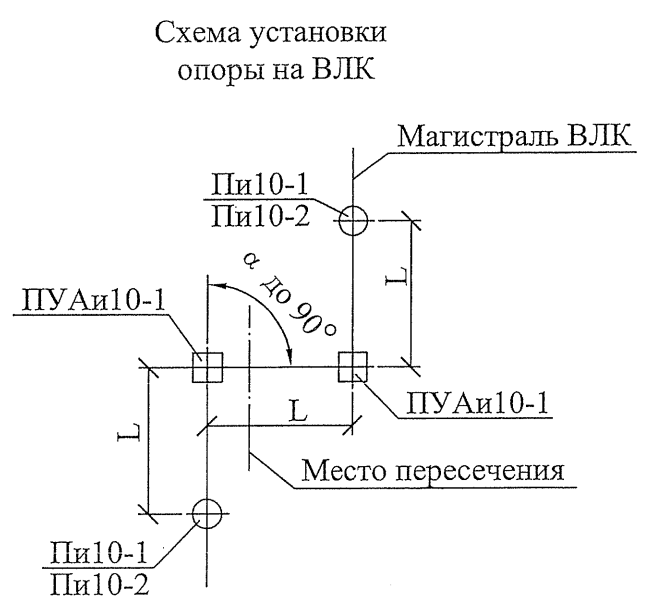 Схема установки
опоры на ВЛК
Магистраль ВЛК
Пи10-1
Пи10-2
L
α до 90°
ПУАи10-1
ПУАи10-1
L
L
Место пересечения
Пи10-1
Пи10-2